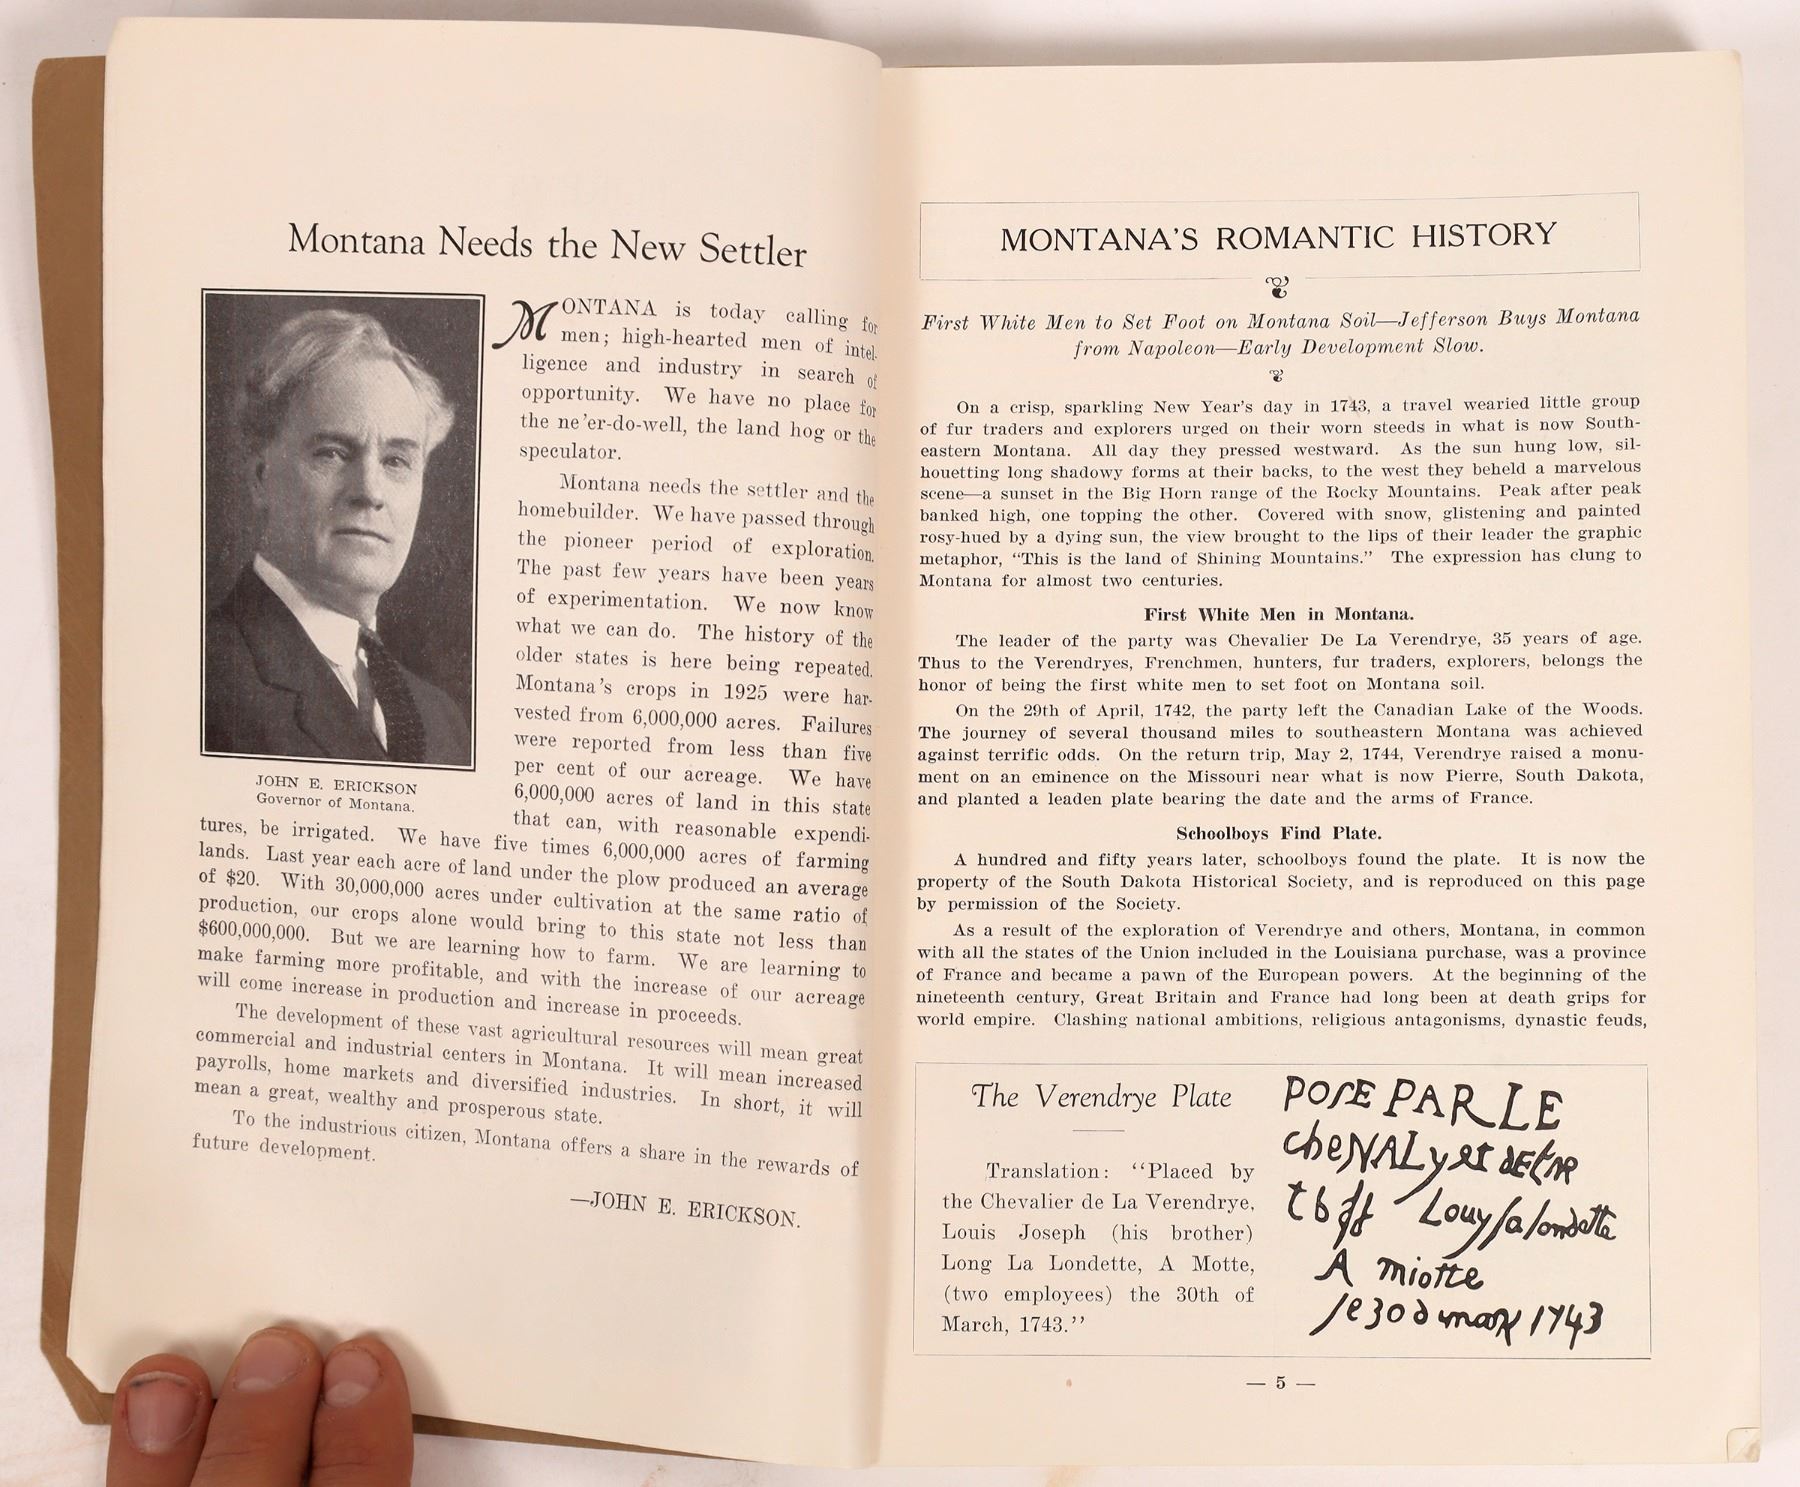 Montana Needs the New Settler
MONTANA is today calling for
men; high-hearted men of intel-
ligence and industry in search of
opportunity. We have no place for
the ne'er-do-well, the land hog or the
speculator.
Montana needs the settler and the
homebuilder. We have passed through
the pioneer period of exploration.
The past few years have been years
of experimentation. We now know
what we can do. The history of the
older states is here being repeated.
Montana's crops in 1925 were har-
vested from 6,000,000 acres. Failures
were reported from less than five
per cent of our acreage. We have
6,000,000 acres of land in this state
that can, with reasonable expendi-
JOHN E. ERICKSON
Governor of Montana.
tures, be irrigated. We have five times 6,000,000 acres of farming
lands. Last year each acre of land under the plow produced an average
of $20. With 30,000,000 acres under cultivation at the same ratio of
production, our crops alone would bring to this state not less than
$600,000,000. But we are learning how to farm. We are learning to
make farming more profitable, and with the increase of our acreage
will come increase in production and increase in proceeds.
The development of these vast agricultural resources will mean great
commercial and industrial centers in Montana. It will mean increased
payrolls, home markets and diversified industries. In short, it will
mean a great, wealthy and prosperous state.
To the industrious citizen, Montana offers a share in the rewards of
future development.
—JOHN E. ERICKSON.
MONTANA'S ROMANTIC HISTORY
First White Men to Set Foot on Montana Soil—Jefferson Buys Montana
from Napoleon—Early Development Slow.
On a crisp, sparkling New Year's day in 1743, a travel wearied little group
of fur traders and explorers urged on their worn steeds in what is now South-
eastern Montana. All day they pressed westward. As the sun hung low, sil-
houetting long shadowy forms at their backs, to the west they beheld a marvelous
scene—a sunset in the Big Horn range of the Rocky Mountains. Peak after peak
banked high, one topping the other. Covered with snow, glistening and painted
rosy-hued by a dying sun, the view brought to the lips of their leader the graphic
metaphor, "This is the land of Shining Mountains." The expression has clung to
Montana for almost two centuries.
First White Men in Montana.
The leader of the party was Chevalier De La Verendrye, 35 years of age.
Thus to the Verendryes, Frenchmen, hunters, fur traders, explorers, belongs the
honor of being the first white men to set foot on Montana soil.
On the 29th of April, 1742, the party left the Canadian Lake of the Woods.
The journey of several thousand miles to southeastern Montana was achieved
against terrific odds. On the return trip, May 2, 1744, Verendrye raised a monu-
ment on an eminence on the Missouri near what is now Pierre, South Dakota,
and planted a leaden plate bearing the date and the arms of France.
Schoolboys Find Plate.
A hundred and fifty years later, schoolboys found the plate. It is now the
property of the South Dakota Historical Society, and is reproduced on this page
by permission of the Society.
As a result of the exploration of Verendrye and others, Montana, in common
with all the states of the Union included in the Louisiana purchase, was a province
of France and became a pawn of the European powers. At the beginning of the
nineteenth century, Great Britain and France had long been at death grips for
world empire. Clashing national ambitions, religious antagonisms, dynastic feuds,
The Verendrye Plate
Translation: "Placed by
the Chevalier de La Verendrye,
Louis Joseph (his brother)
Long La Londette, A Motte,
(two employees) the 30th of
March, 1743."
POSE PAR LE
Louy la londette
A miotte
le 30 d 1743
— 5 —